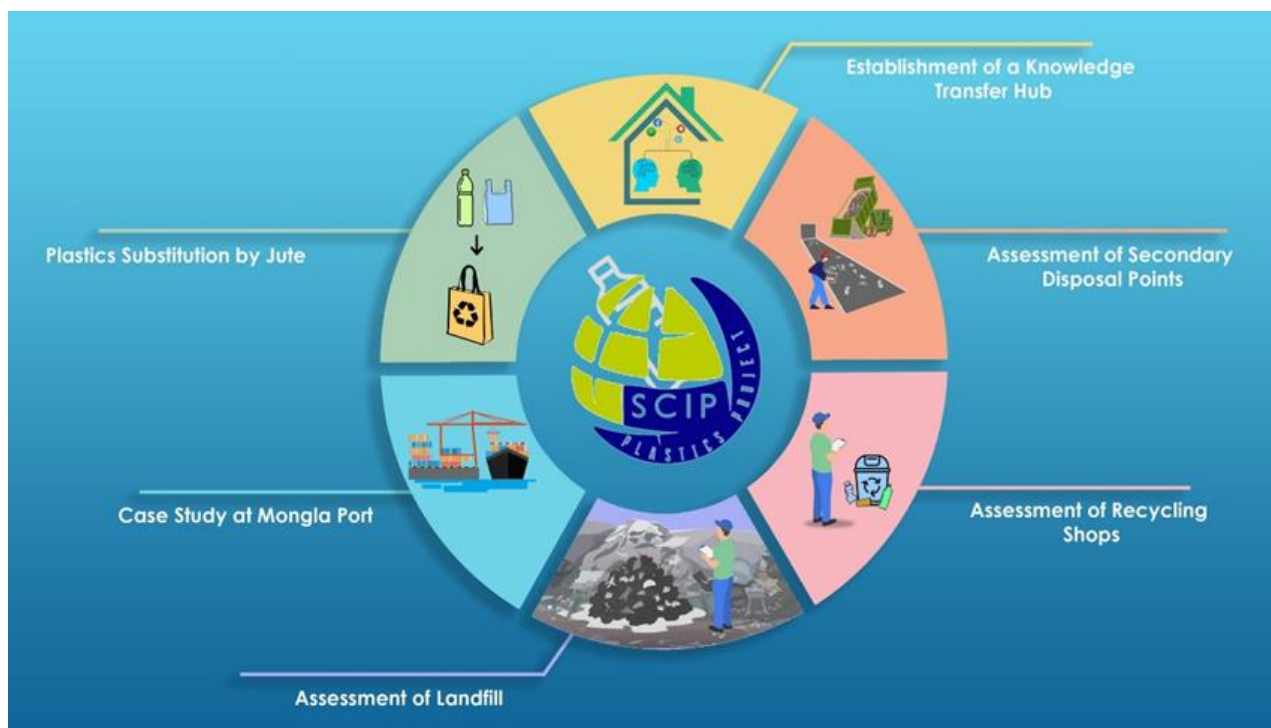 Establishment of a Knowledge
Transfer Hub
Assessment of Secondary
Disposal Points
Plastics Substitution by Jute
SCIP
PLASTICS PROJECT
Case Study at Mongla Port
Assessment of Recycling
Shops
Assessment of Landfill